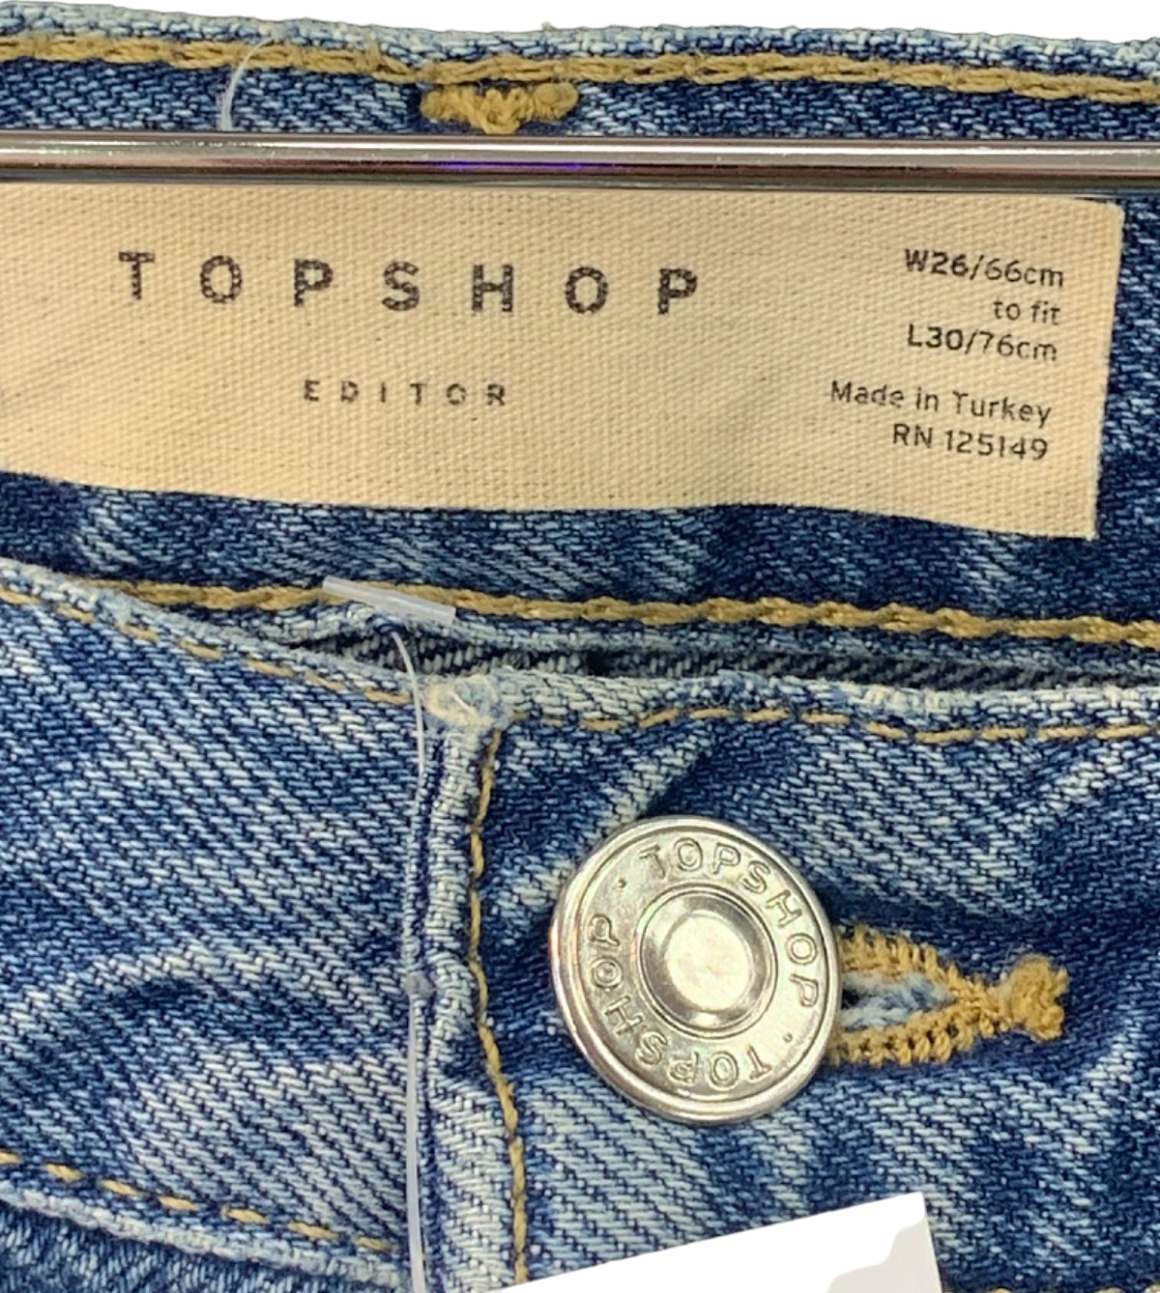 TOPSHOP
EDITOR
W26/66cm
to fit
L30/76cm
Made in Turkey
RN 125149
TOPSHOP · TOPSHOP ·